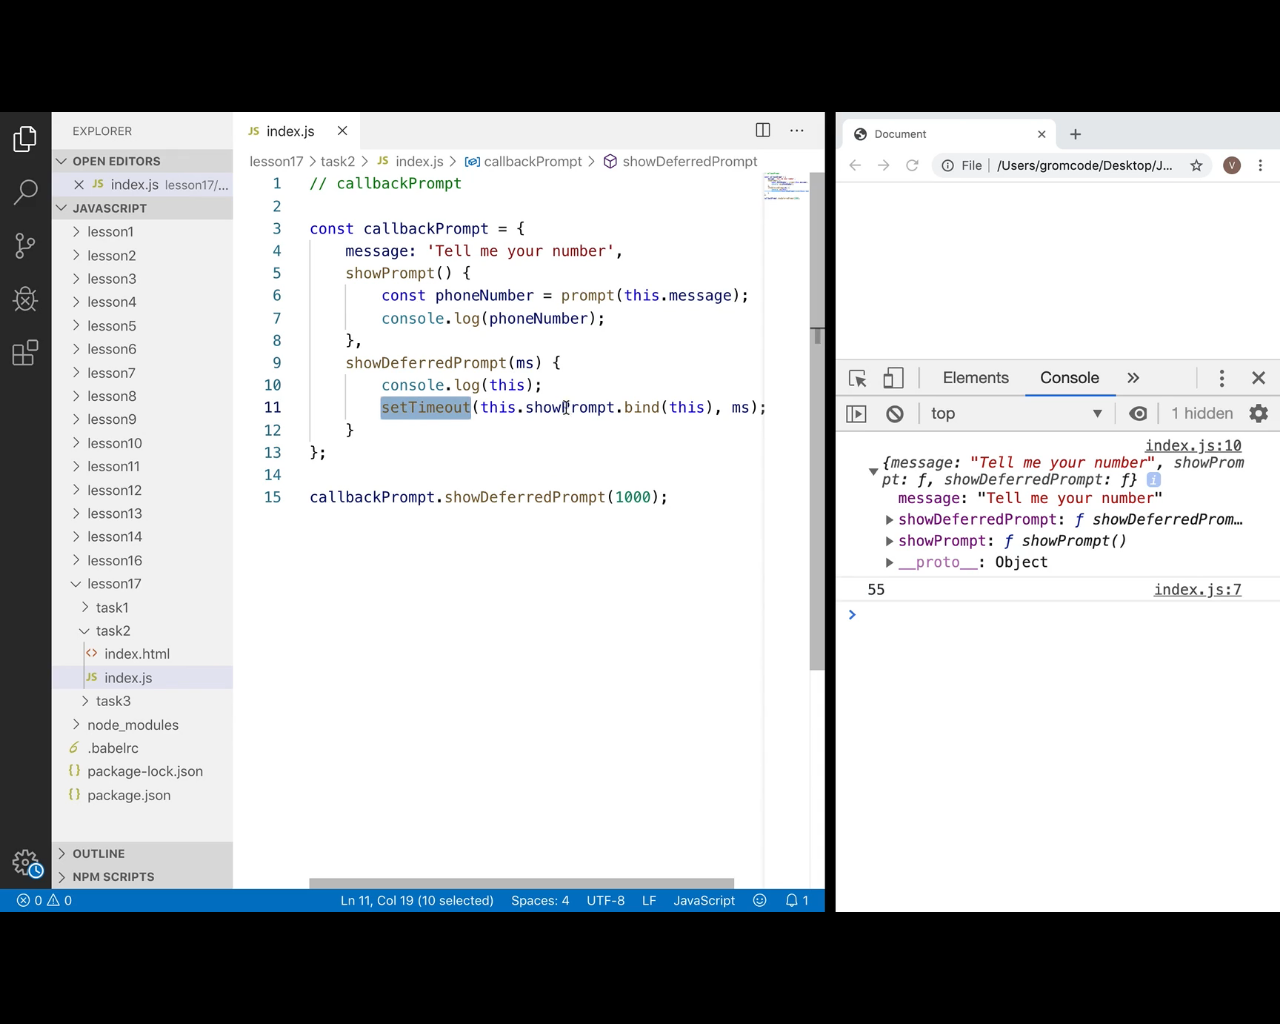 EXPLORER
OPEN EDITORS
JS index.js lesson17/...
JAVASCRIPT
lesson1
lesson2
lesson3
lesson4
lesson5
lesson6
lesson7
lesson8
lesson9
lesson10
lesson11
lesson12
lesson13
lesson14
lesson16
lesson17
task1
task2
index.html
JS index.js
task3
node_modules
.babelrc
package-lock.json
package.json
OUTLINE
NPM SCRIPTS
JS index.js
lesson17 > task2 > JS index.js > callbackPrompt > showDeferredPrompt
1 // callbackPrompt
2
3 const callbackPrompt = {
4 message: 'Tell me your number',
5 showPrompt() {
6 const phoneNumber = prompt(this.message);
7 console.log(phoneNumber);
8 },
9 showDeferredPrompt(ms) {
10 console.log(this);
11 setTimeout(this.showPrompt.bind(this), ms);
12 }
13 };
14
15 callbackPrompt.showDeferredPrompt(1000);
0 0 Ln 11, Col 19 (10 selected) Spaces: 4 UTF-8 LF JavaScript 1
Document
File | /Users/gromcode/Desktop/J... V
Elements Console »
top 1 hidden
index.js:10
{message: "Tell me your number", showProm
pt: ƒ, showDeferredPrompt: ƒ} i
message: "Tell me your number"
showDeferredPrompt: ƒ showDeferredProm…
showPrompt: ƒ showPrompt()
__proto__: Object
55 index.js:7